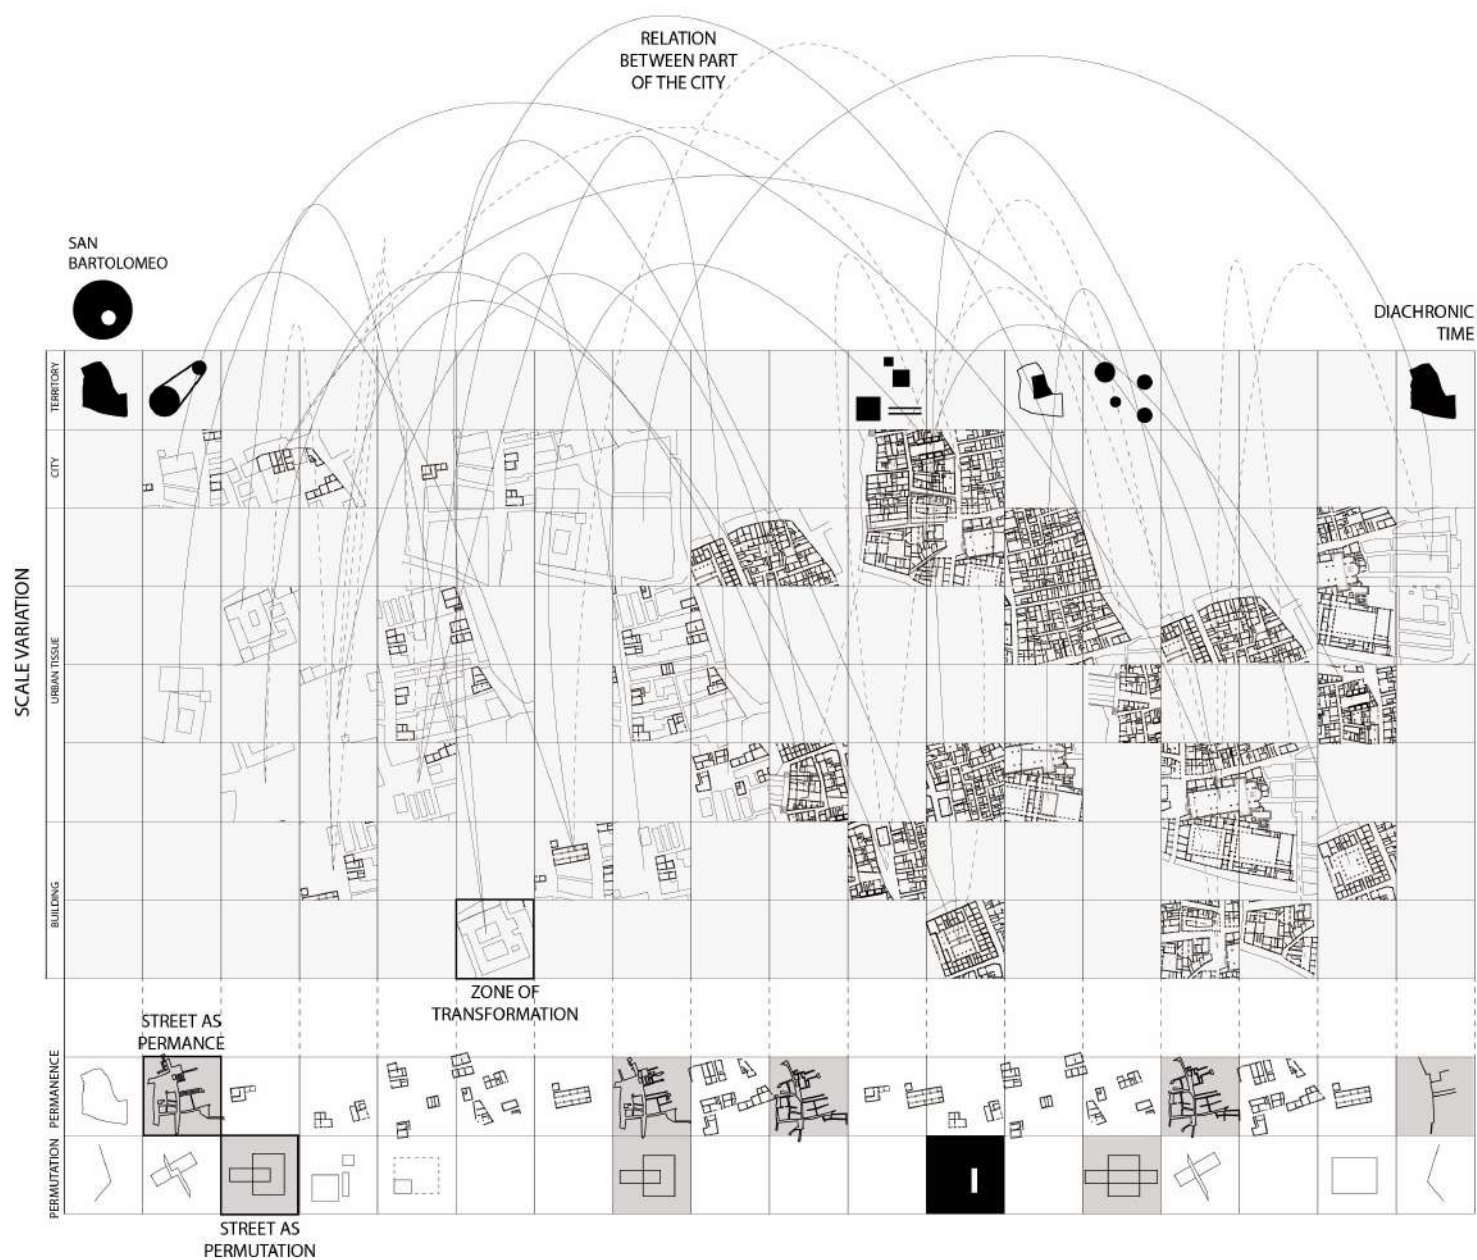 RELATION
BETWEEN PART
OF THE CITY
SAN
BARTOLOMEO
DIACHRONIC
TIME
SCALE VARIATION
TERRITORY
CITY
URBAN TISSUE
BUILDING
ZONE OF
TRANSFORMATION
STREET AS
PERMANCE
PERMANENCE
PERMUTATION
STREET AS
PERMUTATION